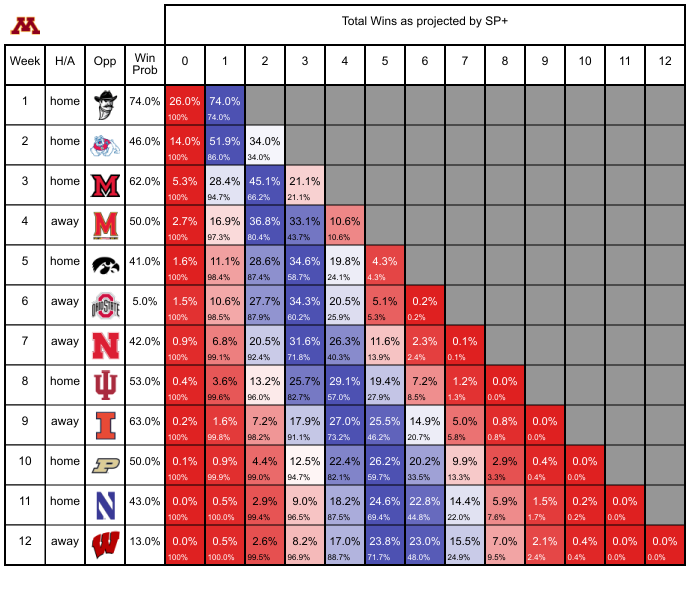 Total Wins as projected by SP+
Week H/A Opp Win Prob 0 1 2 3 4 5 6 7 8 9 10 11 12
1 home 74.0% 26.0% 74.0%
100% 74.0%
2 home 46.0% 14.0% 51.9% 34.0%
100% 86.0% 34.0%
3 home 62.0% 5.3% 28.4% 45.1% 21.1%
100% 94.7% 66.2% 21.1%
4 away 50.0% 2.7% 16.9% 36.8% 33.1% 10.6%
100% 97.3% 80.4% 43.7% 10.6%
5 home 41.0% 1.6% 11.1% 28.6% 34.6% 19.8% 4.3%
100% 98.4% 87.4% 58.7% 24.1% 4.3%
6 away OHIO STATE 5.0% 1.5% 10.6% 27.7% 34.3% 20.5% 5.1% 0.2%
100% 98.5% 87.9% 60.2% 25.9% 5.3% 0.2%
7 away 42.0% 0.9% 6.8% 20.5% 31.6% 26.3% 11.6% 2.3% 0.1%
100% 99.1% 92.4% 71.8% 40.3% 13.9% 2.4% 0.1%
8 home 53.0% 0.4% 3.6% 13.2% 25.7% 29.1% 19.4% 7.2% 1.2% 0.0%
100% 99.6% 96.0% 82.7% 57.0% 27.9% 8.5% 1.3% 0.0%
9 away 63.0% 0.2% 1.6% 7.2% 17.9% 27.0% 25.5% 14.9% 5.0% 0.8% 0.0%
100% 99.8% 98.2% 91.1% 73.2% 46.2% 20.7% 5.8% 0.8% 0.0%
10 home 50.0% 0.1% 0.9% 4.4% 12.5% 22.4% 26.2% 20.2% 9.9% 2.9% 0.4% 0.0%
100% 99.9% 99.0% 94.7% 82.1% 59.7% 33.5% 13.3% 3.3% 0.4% 0.0%
11 home 43.0% 0.0% 0.5% 2.9% 9.0% 18.2% 24.6% 22.8% 14.4% 5.9% 1.5% 0.2% 0.0%
100% 100.0% 99.4% 96.5% 87.5% 69.4% 44.8% 22.0% 7.6% 1.7% 0.2% 0.0%
12 away 13.0% 0.0% 0.5% 2.6% 8.2% 17.0% 23.8% 23.0% 15.5% 7.1% 2.1% 0.4% 0.0% 0.0%
100% 100.0% 99.5% 96.9% 88.7% 71.7% 48.0% 24.9% 9.5% 2.4% 0.4% 0.0% 0.0%